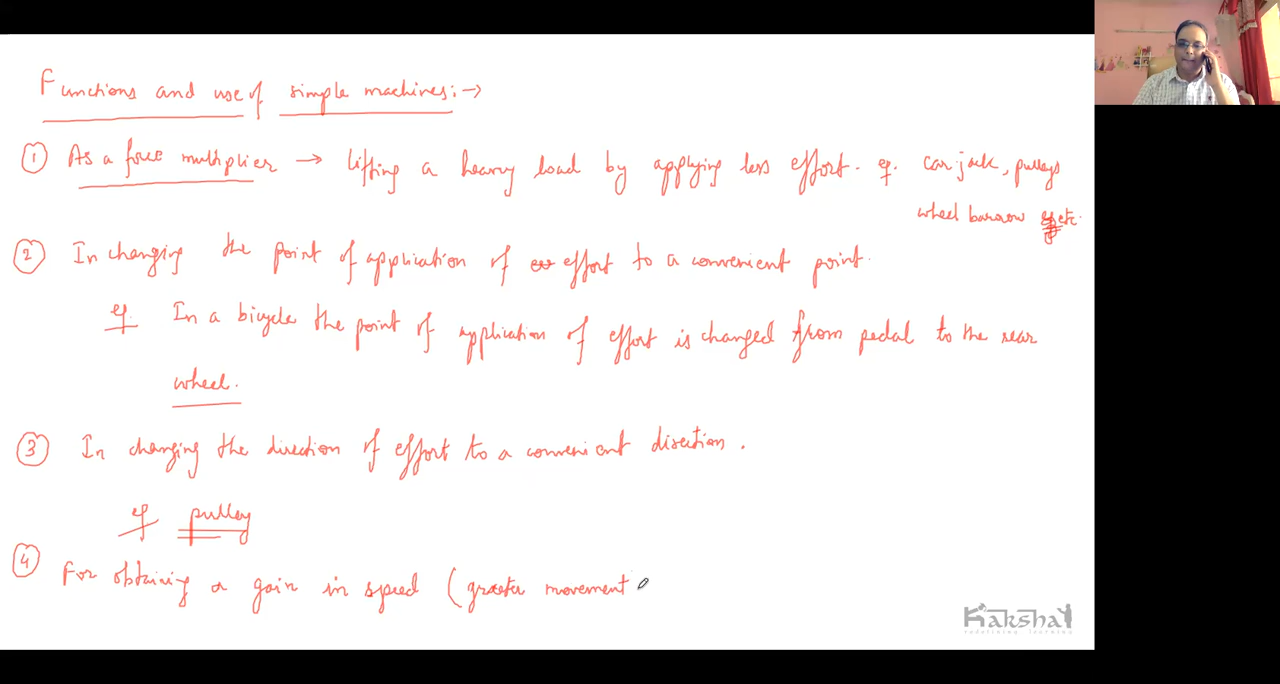 Functions and use of simple machines:→
① As a force multiplier → lifting a heavy load by applying less effort. eg. car jack, pulleys
wheel barrow etc.
② In changing the point of application of effort to a convenient point.
eg In a bicycle the point of application of effort is changed from pedal to the rear
wheel.
③ In changing the direction of effort to a convenient direction.
eg pulley
④ For obtaining a gain in speed (greater movement
Kaksha
redefining learning